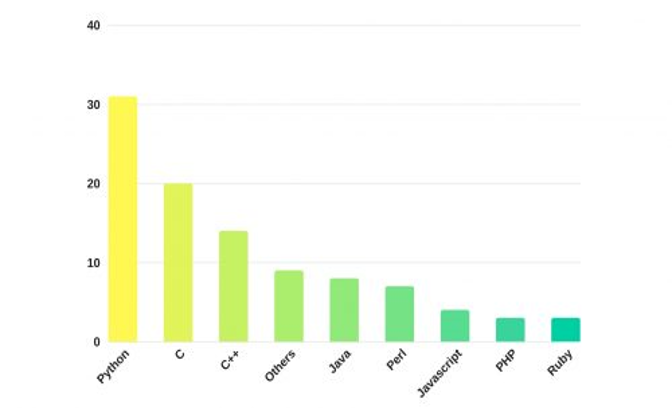 40
30
20
10
0
Python
C
C++
Others
Java
Perl
Javascript
PHP
Ruby